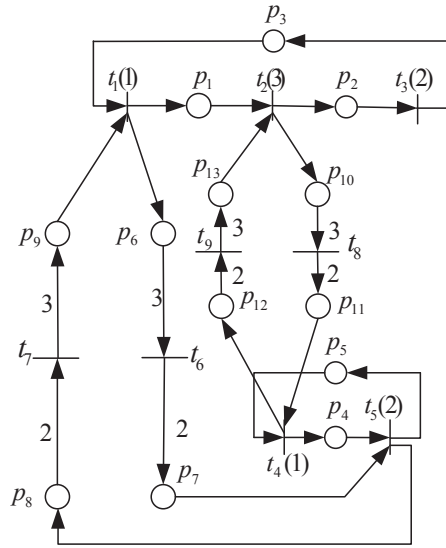 p3
t1(1) p1 t2(3) p2 t3(2)
p13 p10
p9 p6 3 3
t9 t8
2 2
3 3 p12 p11
t7 t6 p5
2 2 p4 t5(2)
t4(1)
p8 p7